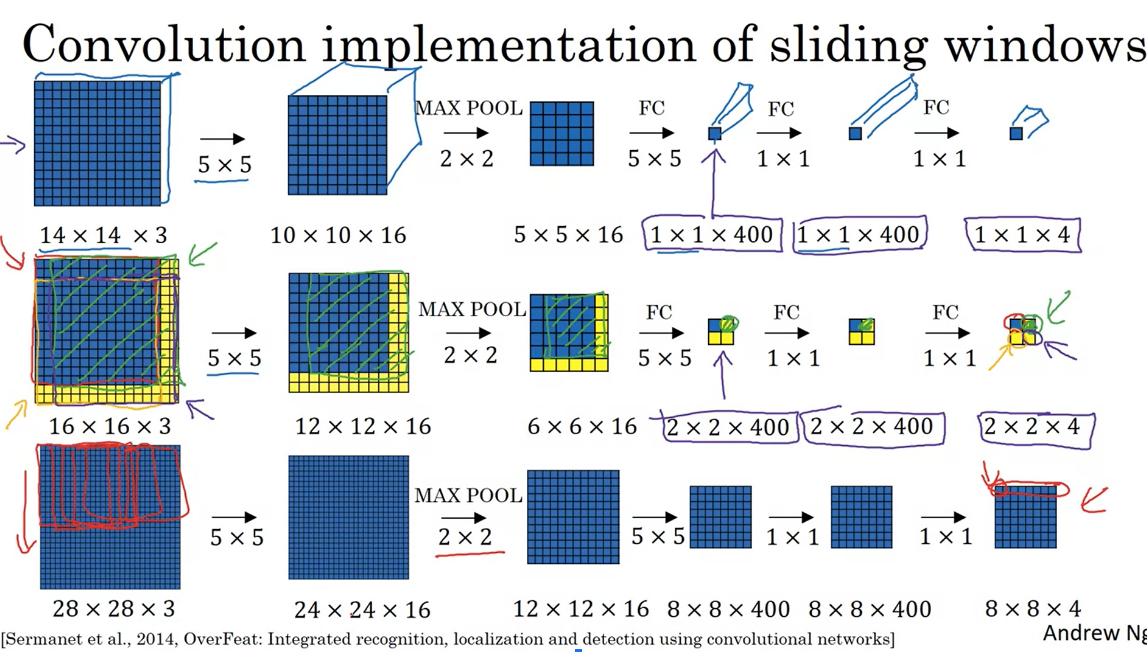 Convolution implementation of sliding windows
MAX POOL FC FC FC
5 × 5 2 × 2 5 × 5 1 × 1 1 × 1
14 × 14 × 3 10 × 10 × 16 5 × 5 × 16 1 × 1 × 400 1 × 1 × 400 1 × 1 × 4
MAX POOL FC FC FC
5 × 5 2 × 2 5 × 5 1 × 1 1 × 1
16 × 16 × 3 12 × 12 × 16 6 × 6 × 16 2 × 2 × 400 2 × 2 × 400 2 × 2 × 4
MAX POOL
5 × 5 2 × 2 5 × 5 1 × 1 1 × 1
28 × 28 × 3 24 × 24 × 16 12 × 12 × 16 8 × 8 × 400 8 × 8 × 400 8 × 8 × 4
[Sermanet et al., 2014, OverFeat: Integrated recognition, localization and detection using convolutional networks]
Andrew Ng